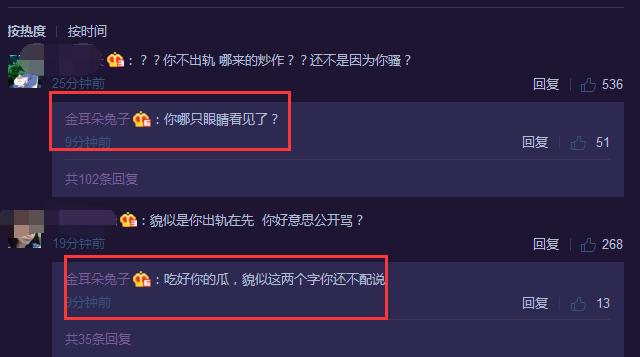 按热度 | 按时间
：？？你不出轨 哪来的炒作？？还不是因为你骚？
25分钟前 回复 536
金耳朵兔子：你哪只眼睛看见了？
9分钟前 回复 51
共102条回复
：貌似是你出轨在先 你好意思公开骂？
19分钟前 回复 268
金耳朵兔子：吃好你的瓜，貌似这两个字你还不配说
9分钟前 回复 13
共35条回复